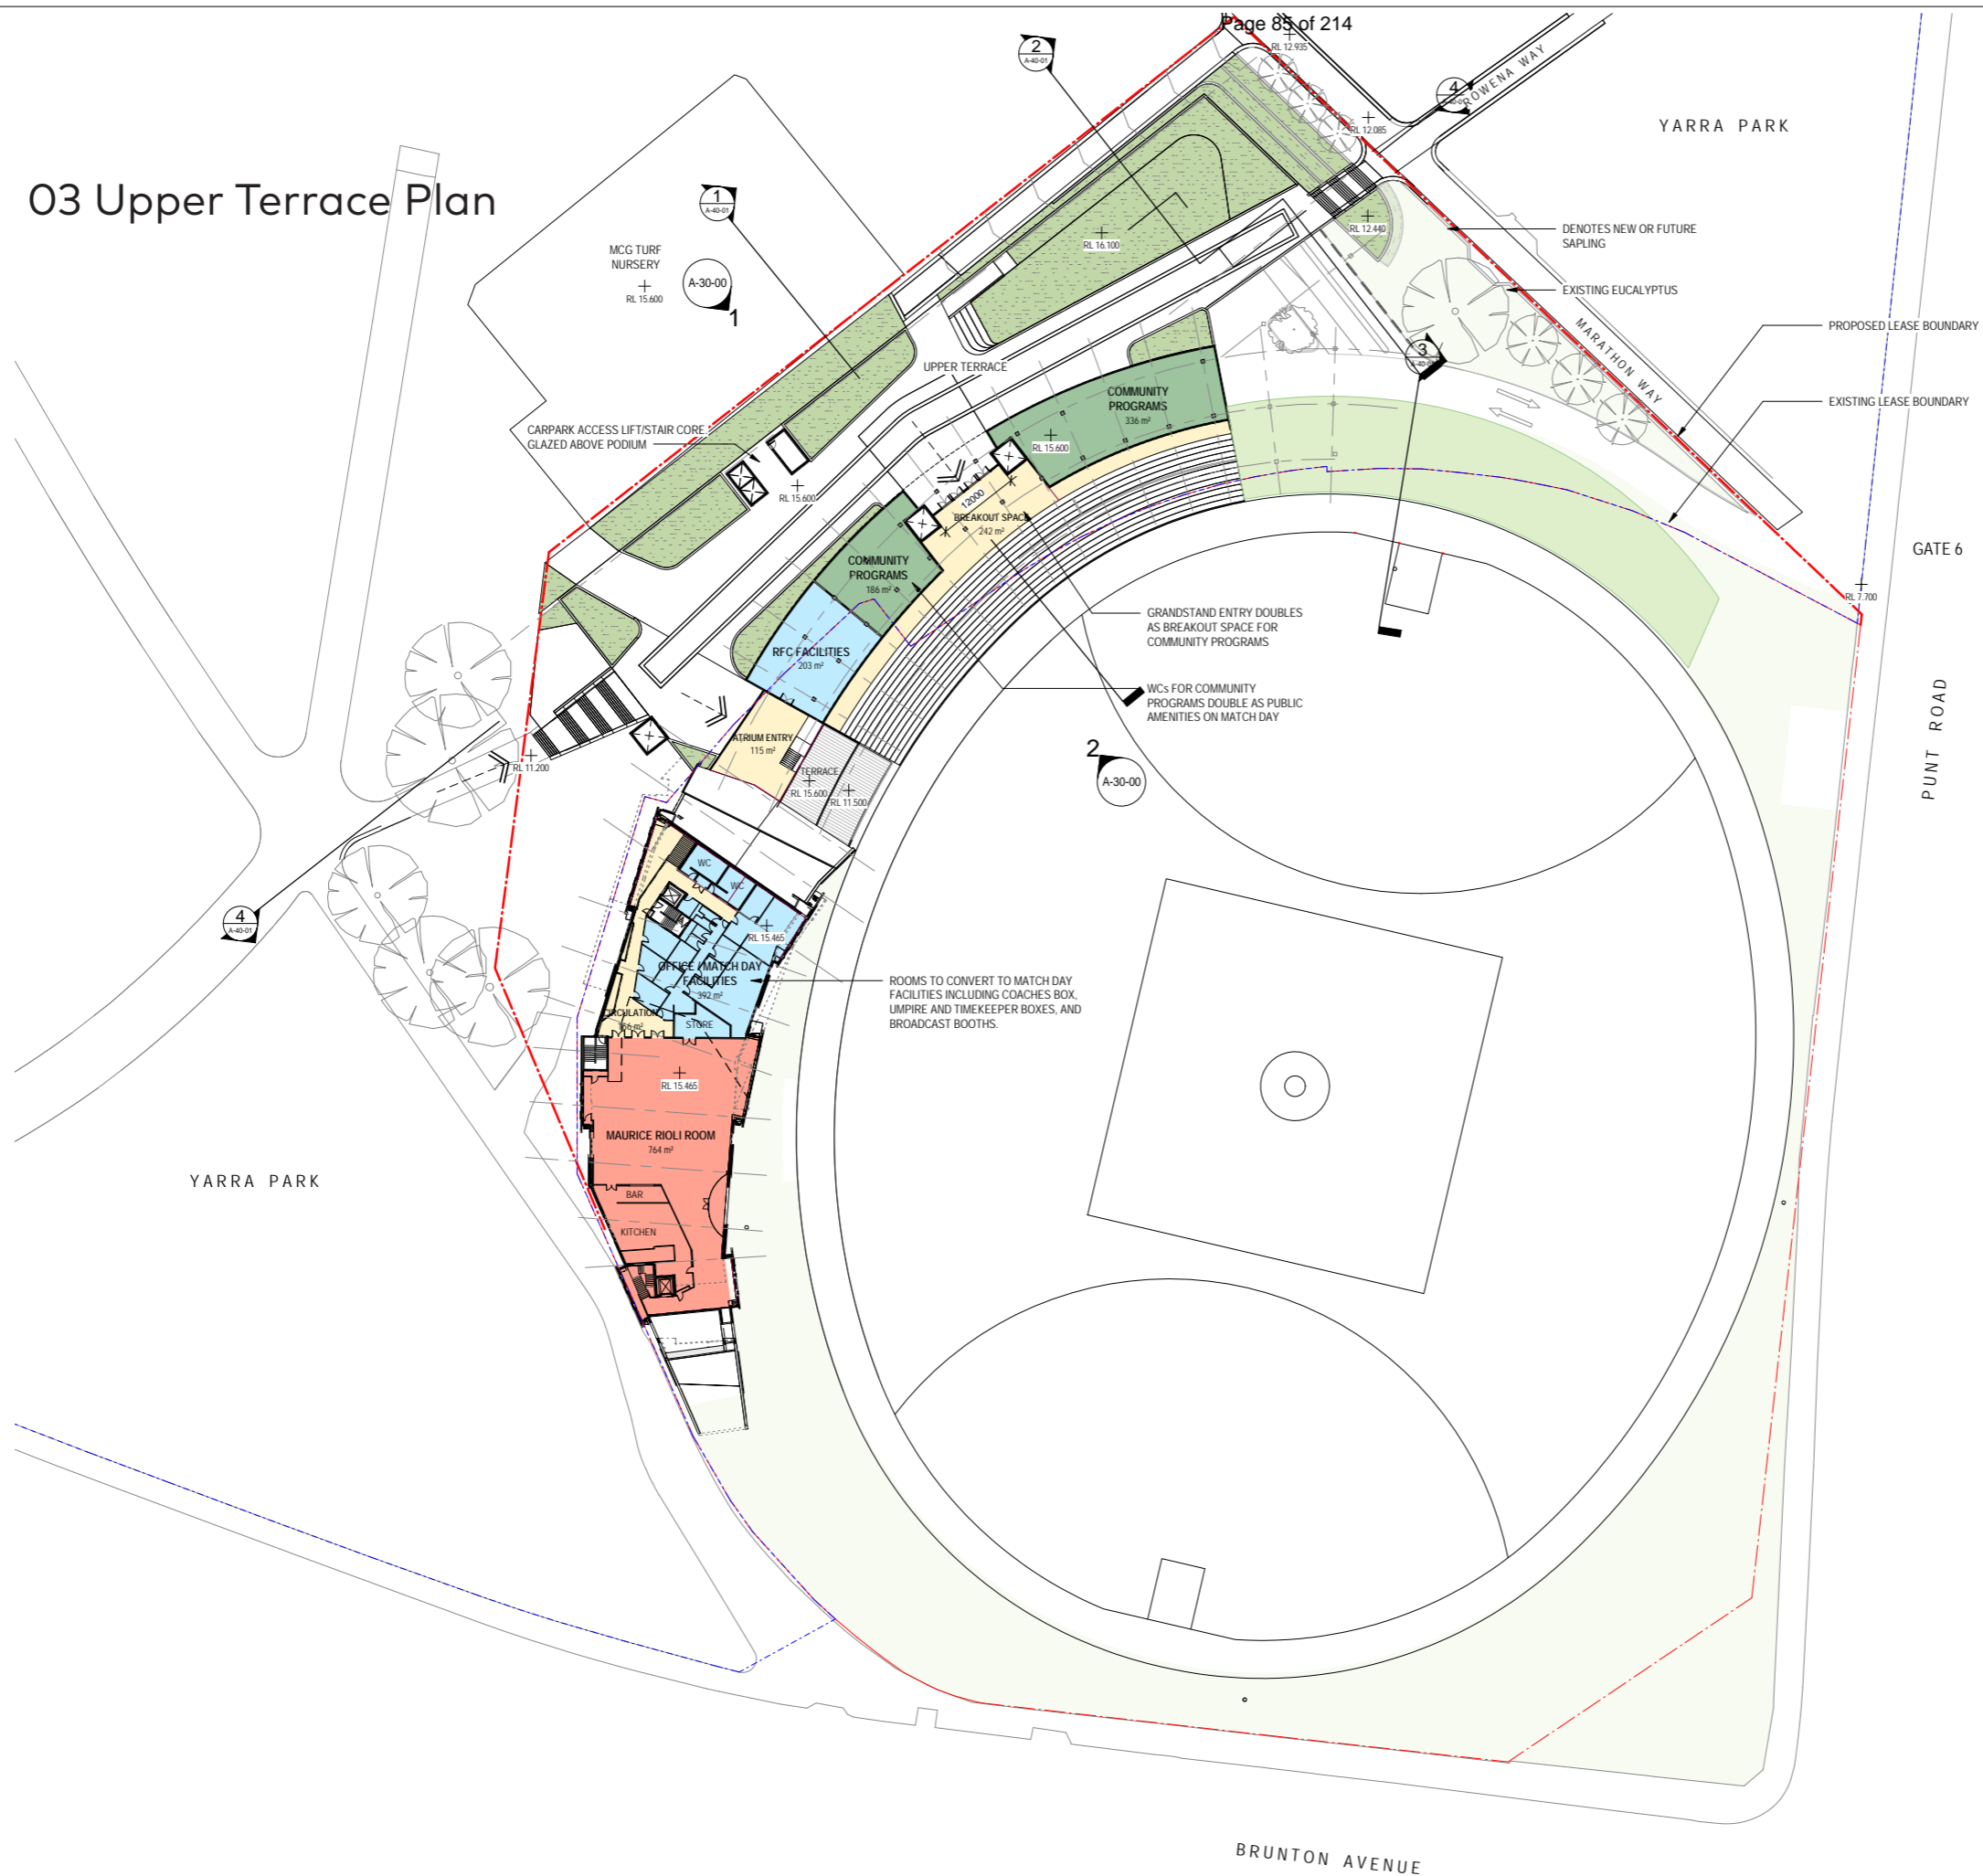 Page 85 of 214
03 Upper Terrace Plan
2
A-40-01
RL 12.935
ROWENA WAY
4
YARRA PARK
RL 12.085
1
A-40-01
MCG TURF
NURSERY
RL 15.600
A-30-00
1
RL 16.100
RL 12.440
DENOTES NEW OR FUTURE
SAPLING
EXISTING EUCALYPTUS
MARATHON WAY
PROPOSED LEASE BOUNDARY
3
UPPER TERRACE
COMMUNITY
PROGRAMS
336 m²
EXISTING LEASE BOUNDARY
CARPARK ACCESS LIFT/STAIR CORE.
GLAZED ABOVE PODIUM
RL 15.600
RL 15.600
12000
BREAKOUT SPACE
242 m²
GATE 6
COMMUNITY
PROGRAMS
186 m²
RL 7.700
GRANDSTAND ENTRY DOUBLES
AS BREAKOUT SPACE FOR
COMMUNITY PROGRAMS
RFC FACILITIES
203 m²
WCs FOR COMMUNITY
PROGRAMS DOUBLE AS PUBLIC
AMENITIES ON MATCH DAY
PUNT ROAD
ATRIUM ENTRY
115 m²
RL 11.200
TERRACE
RL 15.600
RL 11.500
2
A-30-00
WC
WC
4
A-40-01
RL 15.465
OFFICE / MATCH DAY
FACILITIES
392 m²
ROOMS TO CONVERT TO MATCH DAY
FACILITIES INCLUDING COACHES BOX,
UMPIRE AND TIMEKEEPER BOXES, AND
BROADCAST BOOTHS.
CIRCULATION
STORE
RL 15.465
MAURICE RIOLI ROOM
764 m²
YARRA PARK
BAR
KITCHEN
BRUNTON AVENUE